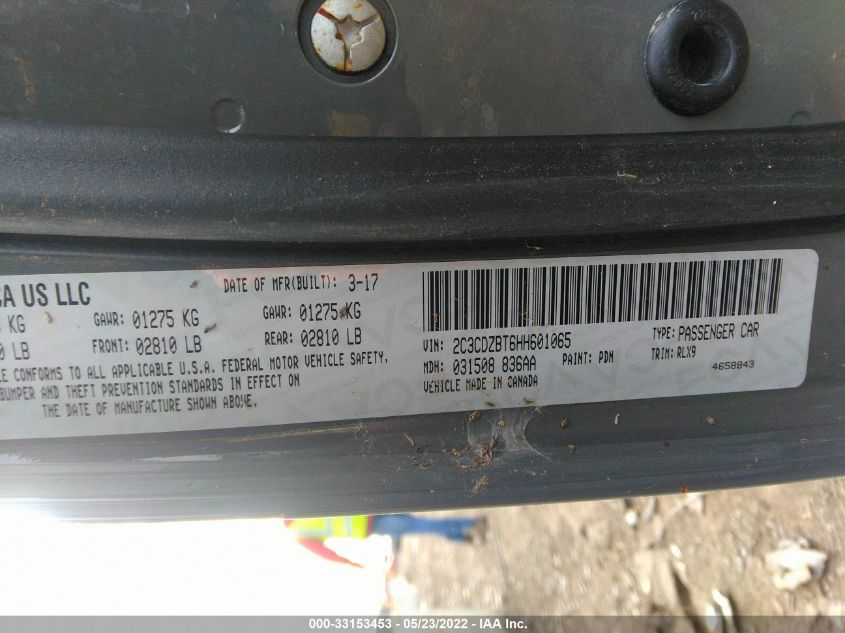 CA US LLC
DATE OF MFR(BUILT): 3-17
KG GAWR: 01275 KG GAWR: 01275 KG
LB FRONT: 02810 LB REAR: 02810 LB
CONFORMS TO ALL APPLICABLE U.S.A. FEDERAL MOTOR VEHICLE SAFETY,
BUMPER AND THEFT PREVENTION STANDARDS IN EFFECT ON
THE DATE OF MANUFACTURE SHOWN ABOVE.
VIN: 2C3CDZBT6HH601065 TYPE: PASSENGER CAR
MDH: 031508 836AA PAINT: PDN TRIM: RLX9
VEHICLE MADE IN CANADA 4658843
000-33153453 - 05/23/2022 - IAA Inc.